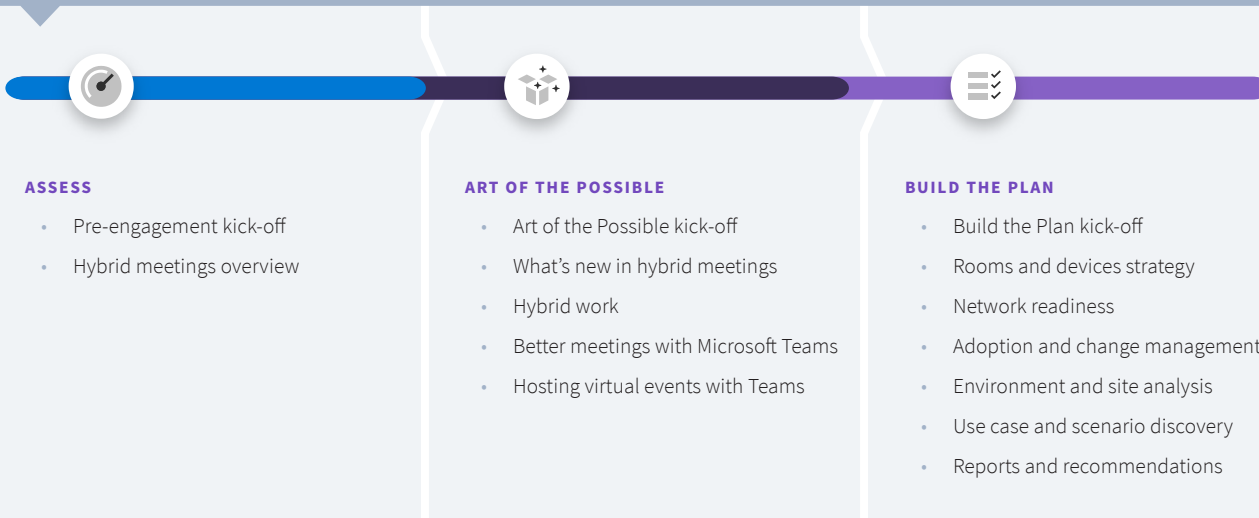 ASSESS
Pre-engagement kick-off
Hybrid meetings overview
ART OF THE POSSIBLE
Art of the Possible kick-off
What’s new in hybrid meetings
Hybrid work
Better meetings with Microsoft Teams
Hosting virtual events with Teams
BUILD THE PLAN
Build the Plan kick-off
Rooms and devices strategy
Network readiness
Adoption and change management
Environment and site analysis
Use case and scenario discovery
Reports and recommendations